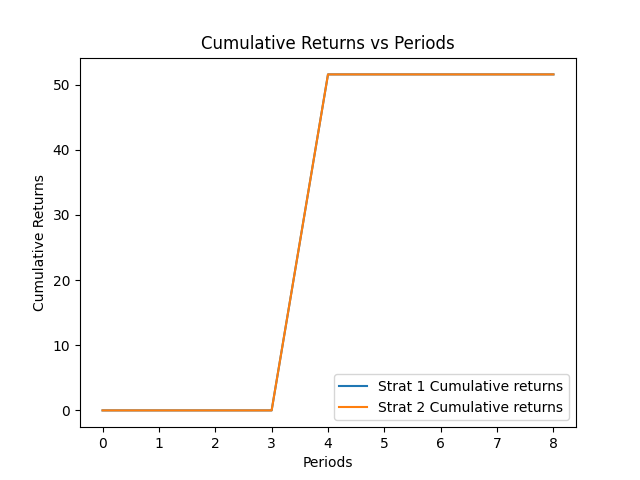 Cumulative Returns vs Periods
50
40
30
20
10
0
Cumulative Returns
Strat 1 Cumulative returns
Strat 2 Cumulative returns
0 1 2 3 4 5 6 7 8
Periods